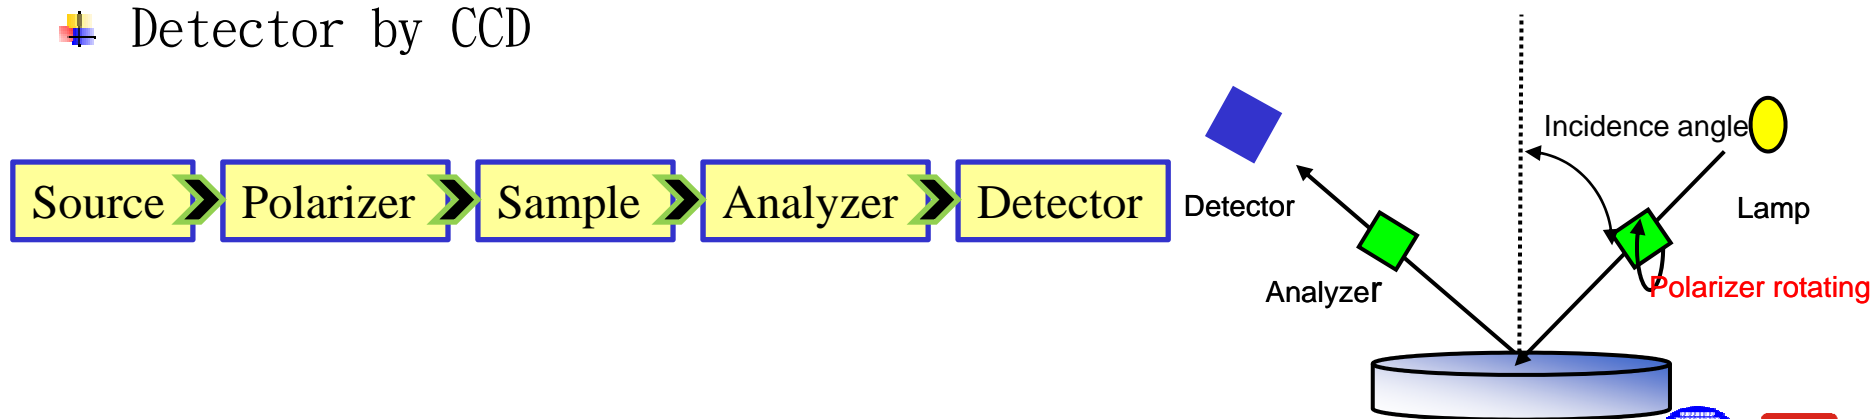 Detector by CCD
Source Polarizer Sample Analyzer Detector
Incidence angle
Detector
Lamp
Analyzer
Polarizer rotating